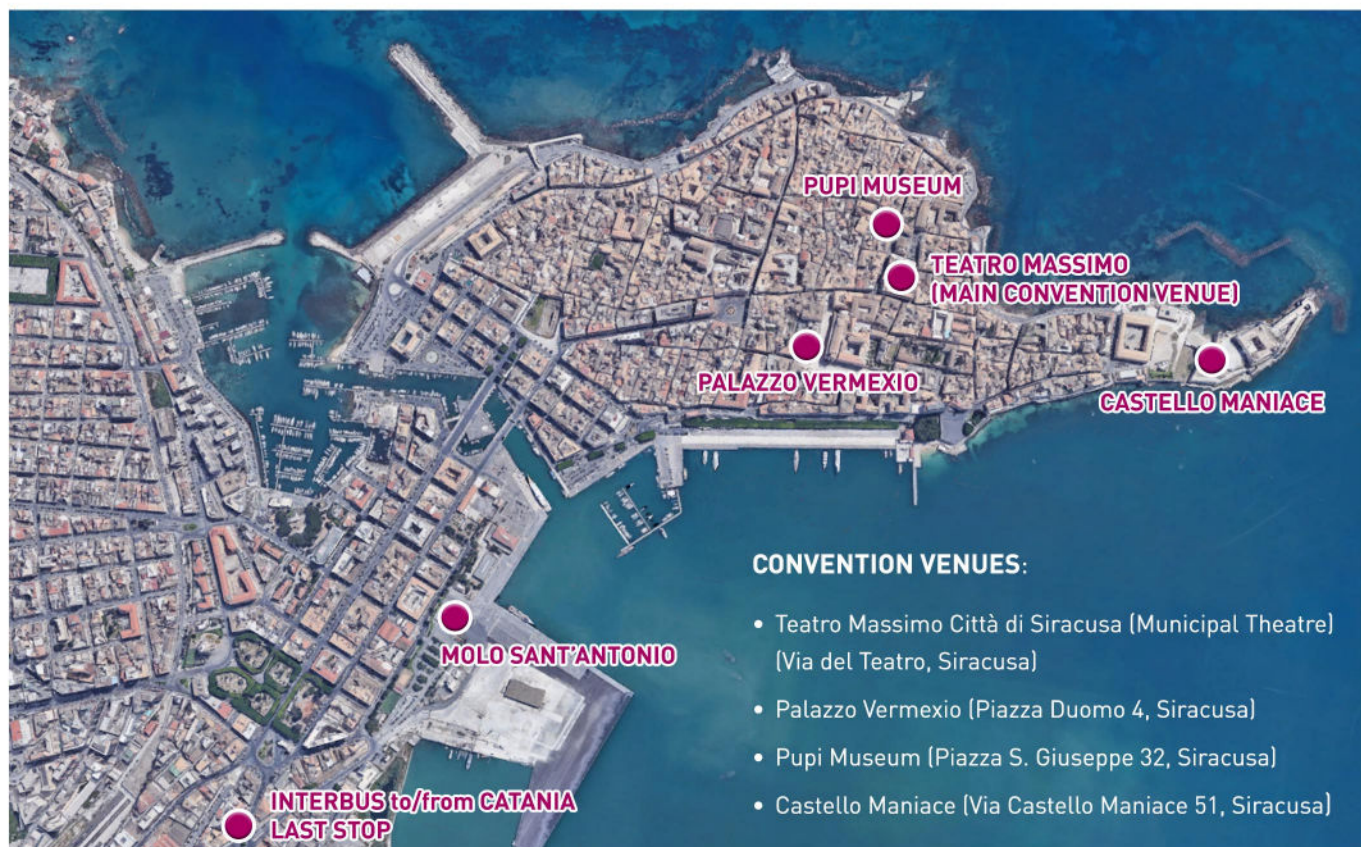 PUPI MUSEUM
TEATRO MASSIMO
(MAIN CONVENTION VENUE)
PALAZZO VERMEXIO
CASTELLO MANIACE
MOLO SANT'ANTONIO
INTERBUS to/from CATANIA
LAST STOP
CONVENTION VENUES:
• Teatro Massimo Città di Siracusa (Municipal Theatre)
(Via del Teatro, Siracusa)
• Palazzo Vermexio (Piazza Duomo 4, Siracusa)
• Pupi Museum (Piazza S. Giuseppe 32, Siracusa)
• Castello Maniace (Via Castello Maniace 51, Siracusa)